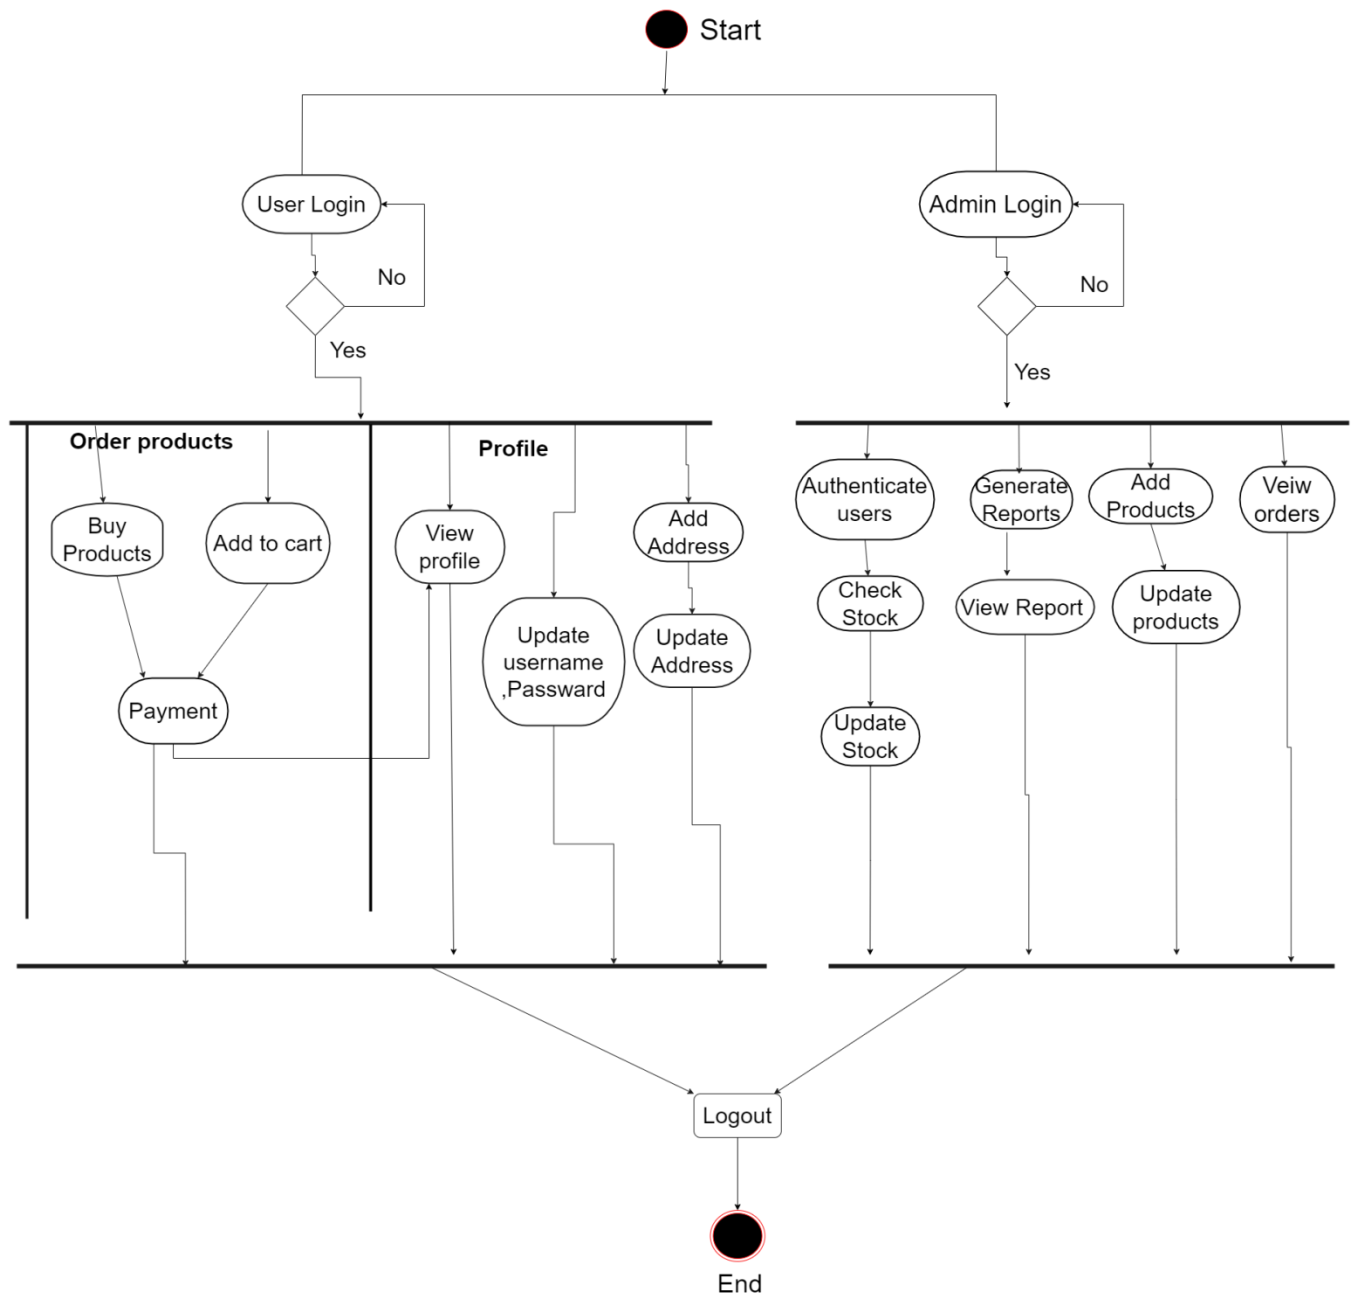 Start
User Login
Admin Login
No
No
Yes
Yes
Order products
Profile
Buy
Products
Add to cart
View
profile
Add
Address
Update
username
,Passward
Update
Address
Payment
Authenticate
users
Generate
Reports
Add
Products
Veiw
orders
Check
Stock
View Report
Update
products
Update
Stock
Logout
End